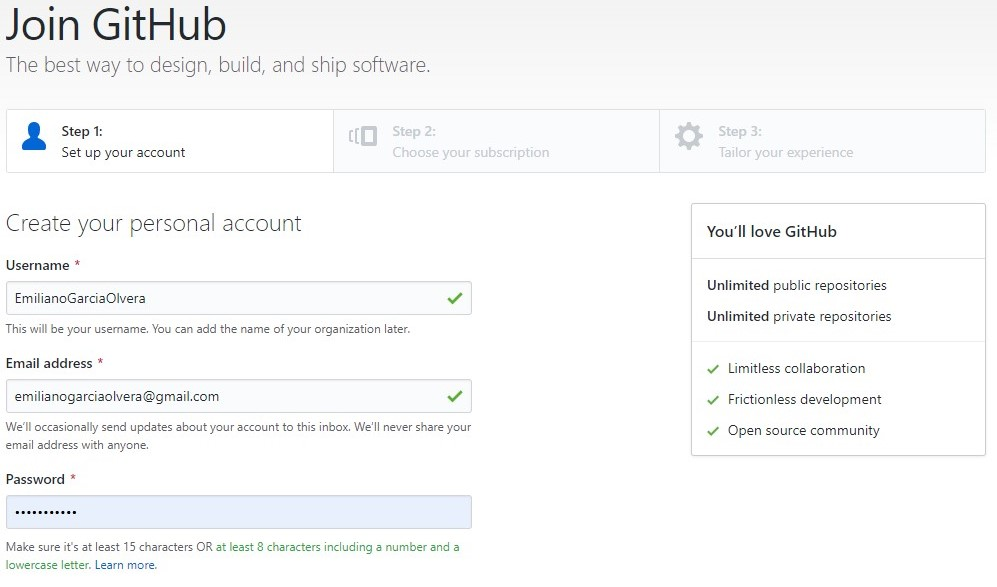 Join GitHub
The best way to design, build, and ship software.
Step 1:
Set up your account
Step 2:
Choose your subscription
Step 3:
Tailor your experience
Create your personal account
Username *
EmilianoGarciaOlvera
This will be your username. You can add the name of your organization later.
Email address *
emilianogarciaolvera@gmail.com
We’ll occasionally send updates about your account to this inbox. We’ll never share your
email address with anyone.
Password *
•••••••••••
Make sure it's at least 15 characters OR at least 8 characters including a number and a
lowercase letter. Learn more.
You’ll love GitHub
Unlimited public repositories
Unlimited private repositories
Limitless collaboration
Frictionless development
Open source community